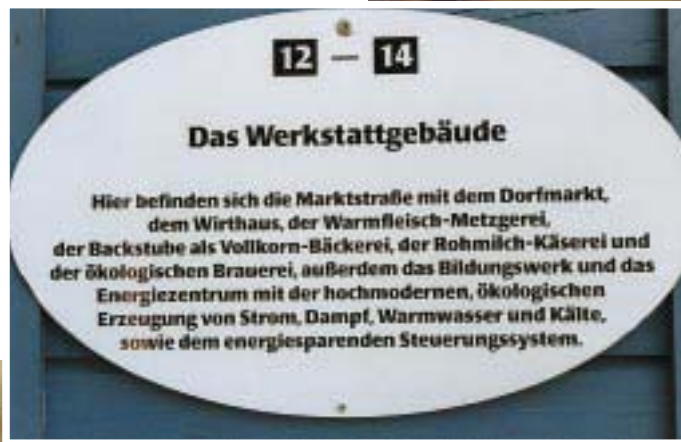 12 — 14
Das Werkstattgebäude
Hier befinden sich die Marktstraße mit dem Dorfmarkt,
dem Wirthaus, der Warmfleisch-Metzgerei,
der Backstube als Vollkorn-Bäckerei, der Rohmilch-Käserei und
der ökologischen Brauerei, außerdem das Bildungswerk und das
Energiezentrum mit der hochmodernen, ökologischen
Erzeugung von Strom, Dampf, Warmwasser und Kälte,
sowie dem energiesparenden Steuerungssystem.